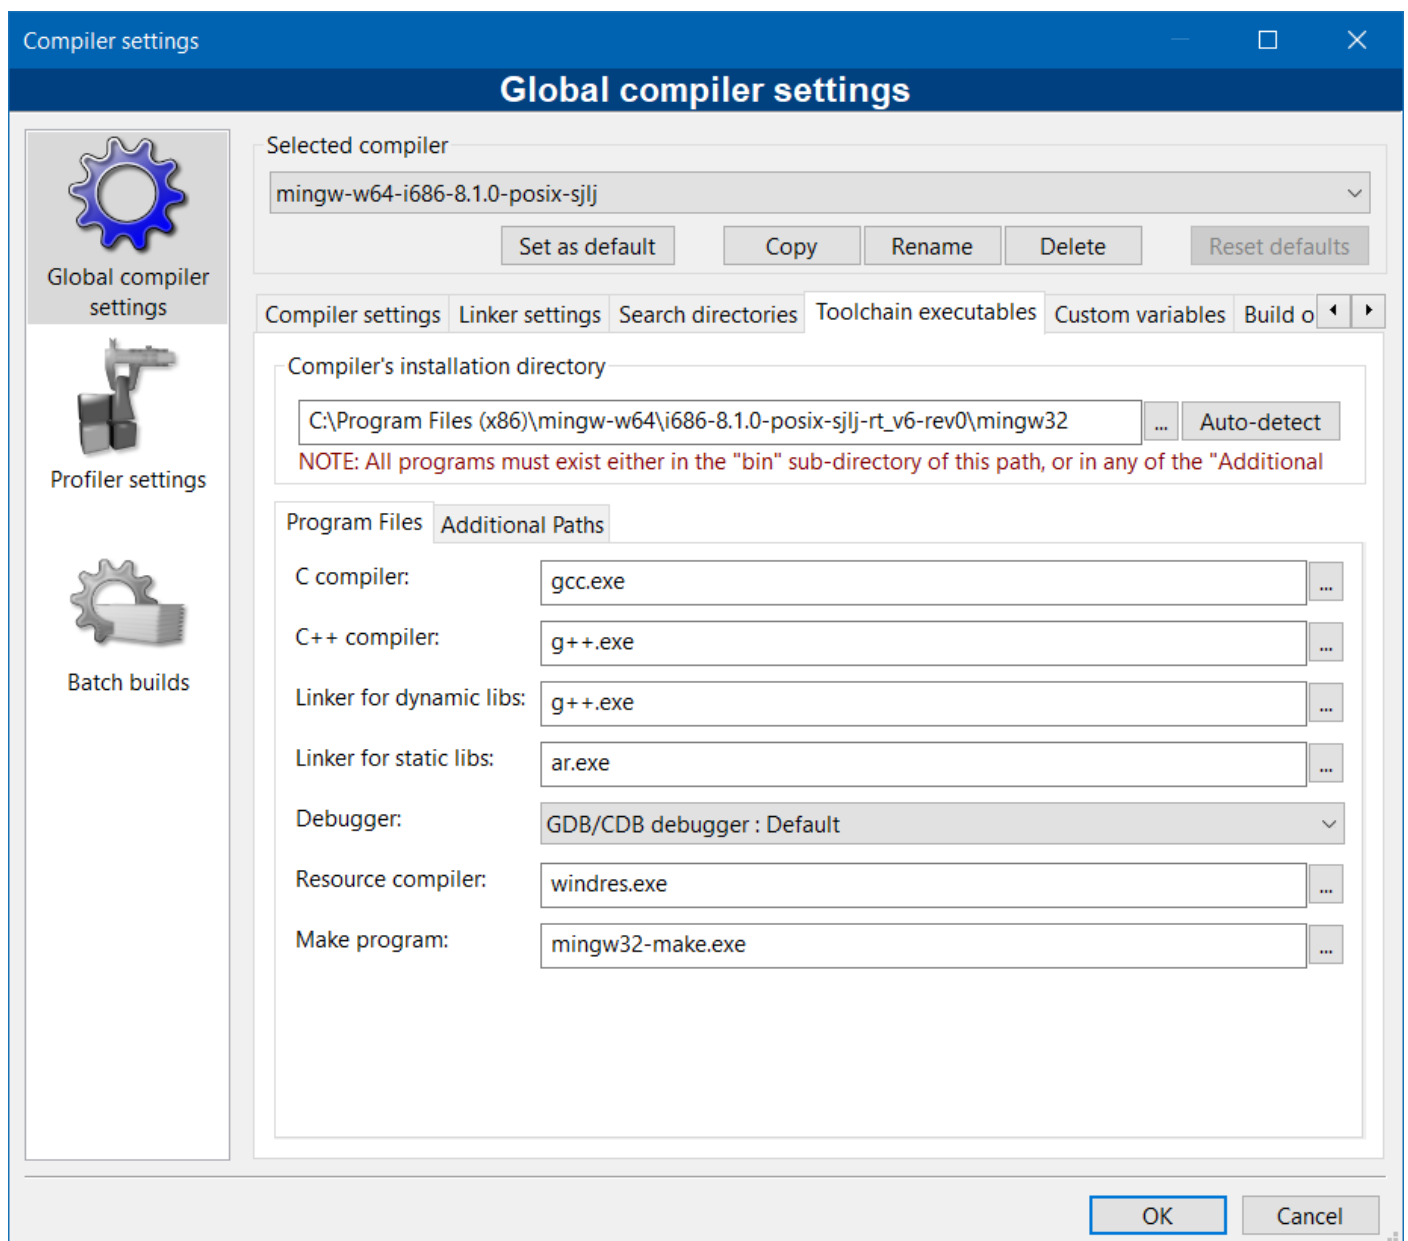 Compiler settings
Global compiler settings
Global compiler
settings
Profiler settings
Batch builds
Selected compiler
mingw-w64-i686-8.1.0-posix-sjlj
Set as default Copy Rename Delete Reset defaults
Compiler settings Linker settings Search directories Toolchain executables Custom variables Build o
Compiler's installation directory
C:\Program Files (x86)\mingw-w64\i686-8.1.0-posix-sjlj-rt_v6-rev0\mingw32 ... Auto-detect
NOTE: All programs must exist either in the "bin" sub-directory of this path, or in any of the "Additional
Program Files Additional Paths
C compiler: gcc.exe ...
C++ compiler: g++.exe ...
Linker for dynamic libs: g++.exe ...
Linker for static libs: ar.exe ...
Debugger: GDB/CDB debugger : Default
Resource compiler: windres.exe ...
Make program: mingw32-make.exe ...
OK Cancel